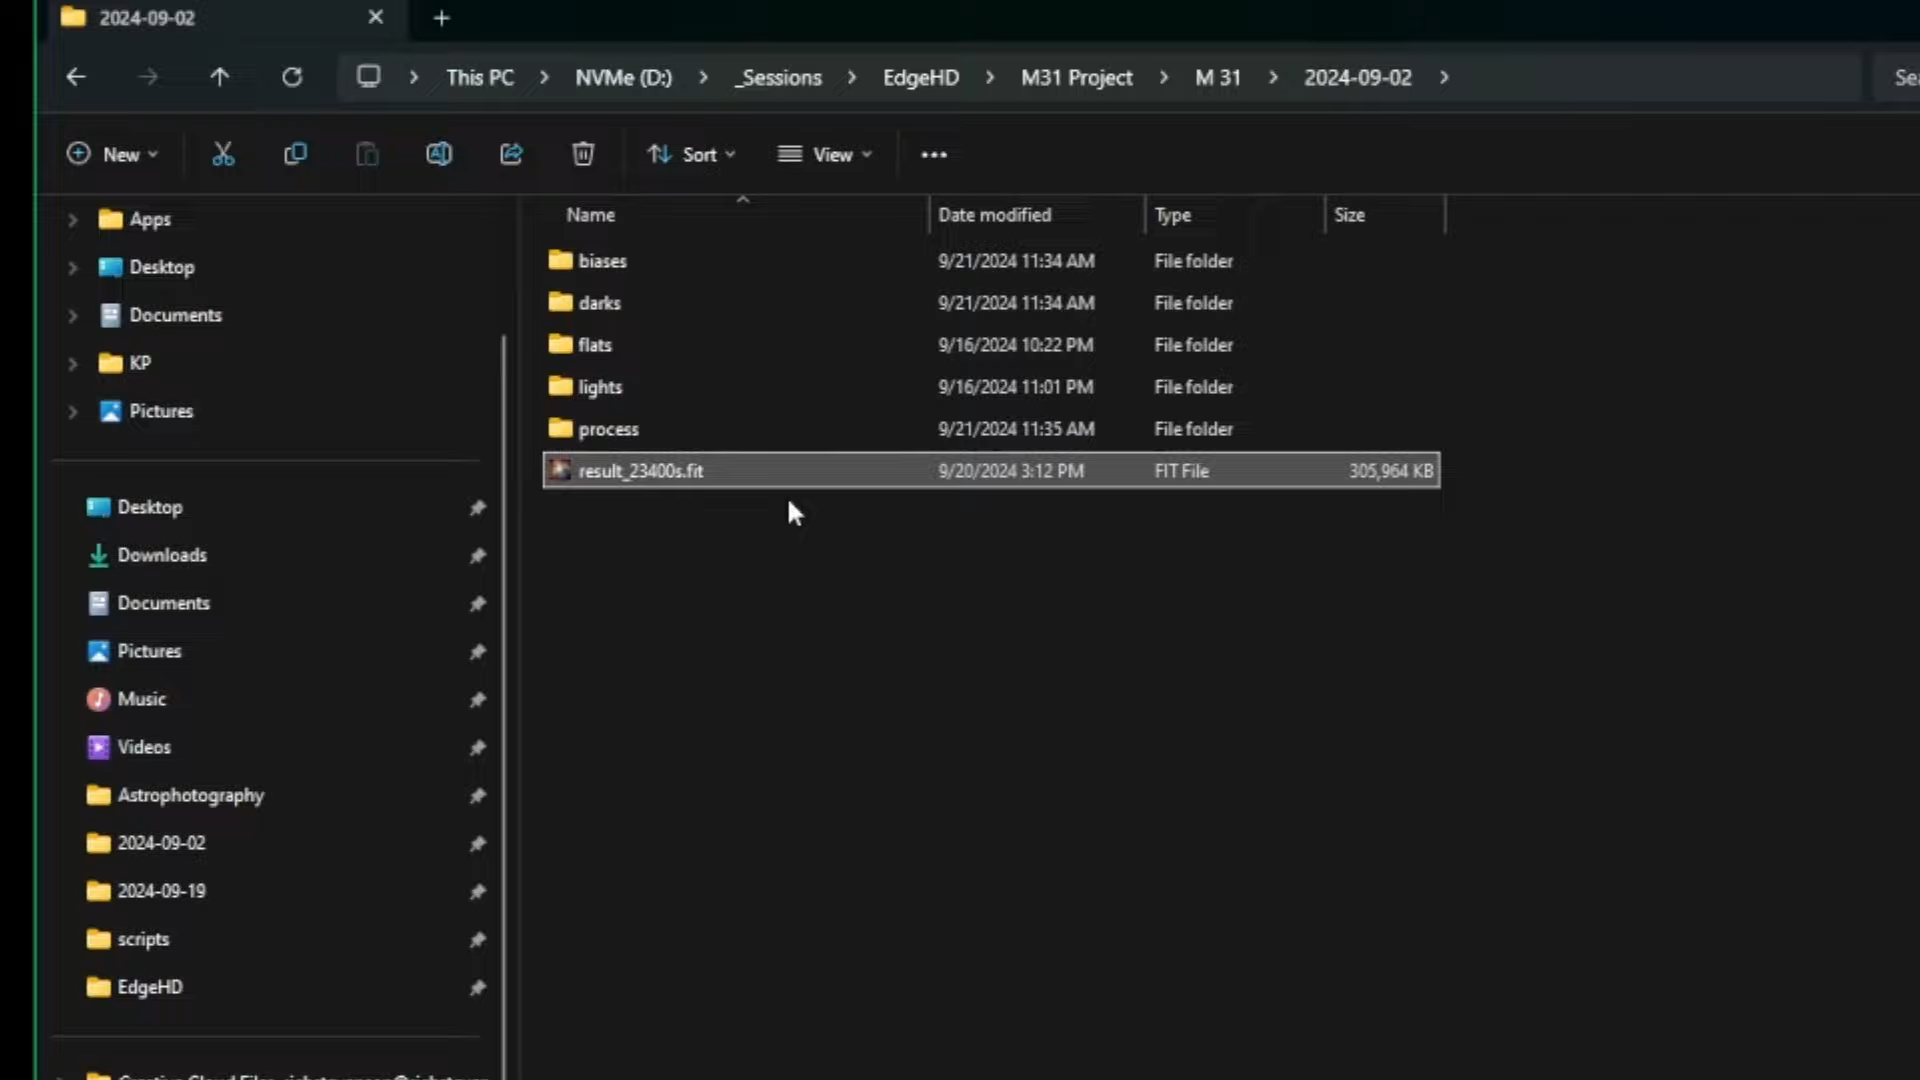 2024-09-02
This PC > NVMe (D:) > _Sessions > EdgeHD > M31 Project > M 31 > 2024-09-02 >
New
Sort
View
Name Date modified Type Size
Apps
Desktop
Documents
KP
Pictures
biases 9/21/2024 11:34 AM File folder
darks 9/21/2024 11:34 AM File folder
flats 9/16/2024 10:22 PM File folder
lights 9/16/2024 11:01 PM File folder
process 9/21/2024 11:35 AM File folder
result_23400s.fit 9/20/2024 3:12 PM FIT File 305,964 KB
Desktop
Downloads
Documents
Pictures
Music
Videos
Astrophotography
2024-09-02
2024-09-19
scripts
EdgeHD
Creative Cloud Files